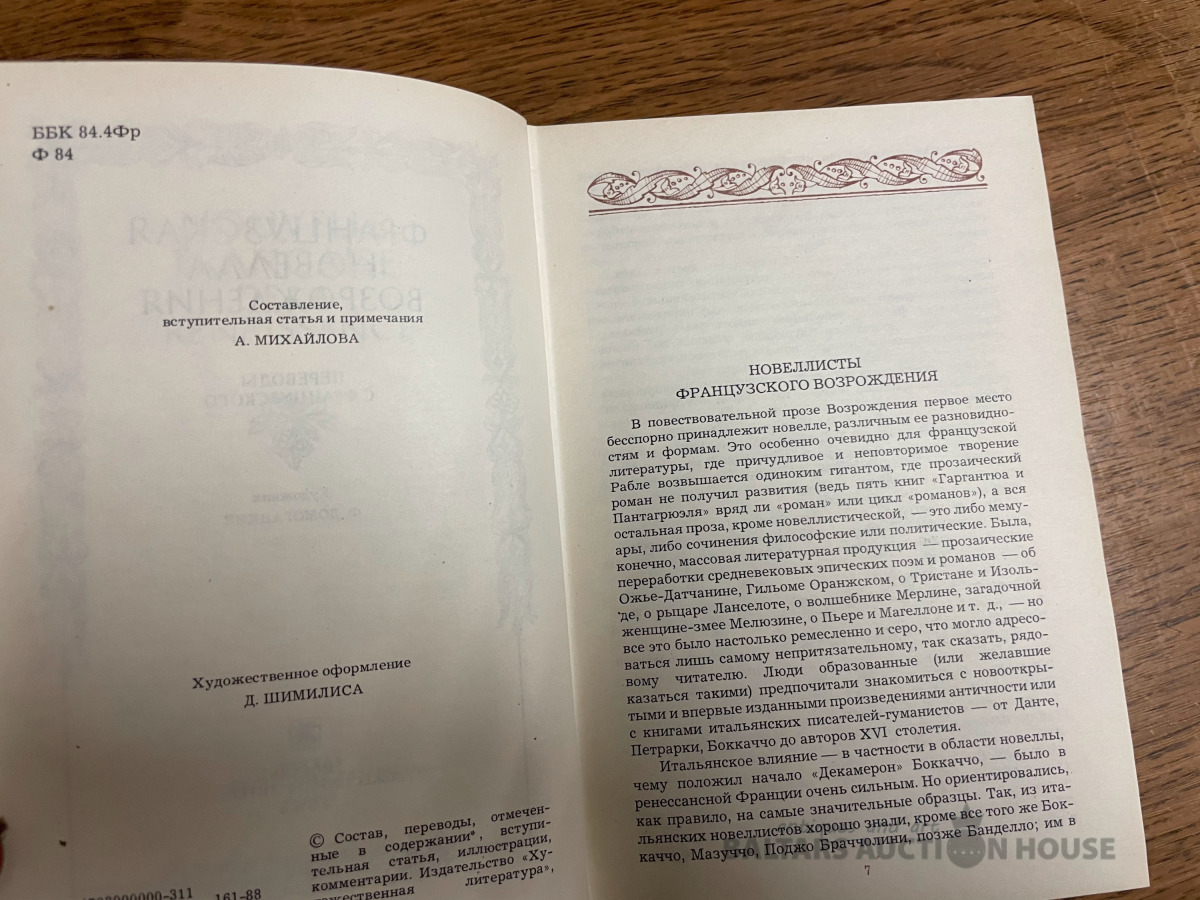 ББК 84.4Фр
Ф 84
Составление,
вступительная статья и примечания
А. МИХАЙЛОВА
Художественное оформление
Д. ШИМИЛИСА
© Состав, переводы, отмечен-
ные в содержании*, вступи-
тельная статья, иллюстрации,
комментарии. Издательство «Ху-
дожественная литература»,
000000-311 161-88
НОВЕЛЛИСТЫ
ФРАНЦУЗСКОГО ВОЗРОЖДЕНИЯ
В повествовательной прозе Возрождения первое место
бесспорно принадлежит новелле, различным ее разновидно-
стям и формам. Это особенно очевидно для французской
литературы, где причудливое и неповторимое творение
Рабле возвышается одиноким гигантом, где прозаический
роман не получил развития (ведь пять книг «Гаргантюа и
Пантагрюэля» вряд ли «роман» или цикл «романов»), а вся
остальная проза, кроме новеллистической, — это либо мему-
ары, либо сочинения философские или политические. Была,
конечно, массовая литературная продукция — прозаические
переработки средневековых эпических поэм и романов — об
Ожье-Датчанине, Гильоме Оранжском, о Тристане и Изоль-
де, о рыцаре Ланселоте, о волшебнике Мерлине, загадочной
женщине-змее Мелюзине, о Пьере и Магеллоне и т. д., — но
все это было настолько ремесленно и серо, что могло адресо-
ваться лишь самому непритязательному, так сказать, рядо-
вому читателю. Люди образованные (или желавшие
казаться такими) предпочитали знакомиться с новооткры-
тыми и впервые изданными произведениями античности или
с книгами итальянских писателей-гуманистов — от Данте,
Петрарки, Боккаччо до авторов XVI столетия.
Итальянское влияние — в частности в области новеллы,
чему положил начало «Декамерон» Боккаччо, — было в
ренессансной Франции очень сильным. Но ориентировались,
как правило, на самые значительные образцы. Так, из ита-
льянских новеллистов хорошо знали, кроме все того же Бок-
каччо, Мазуччо, Поджо Браччолини, позже Банделло; им в
7
BALTARS AUCTION HOUSE